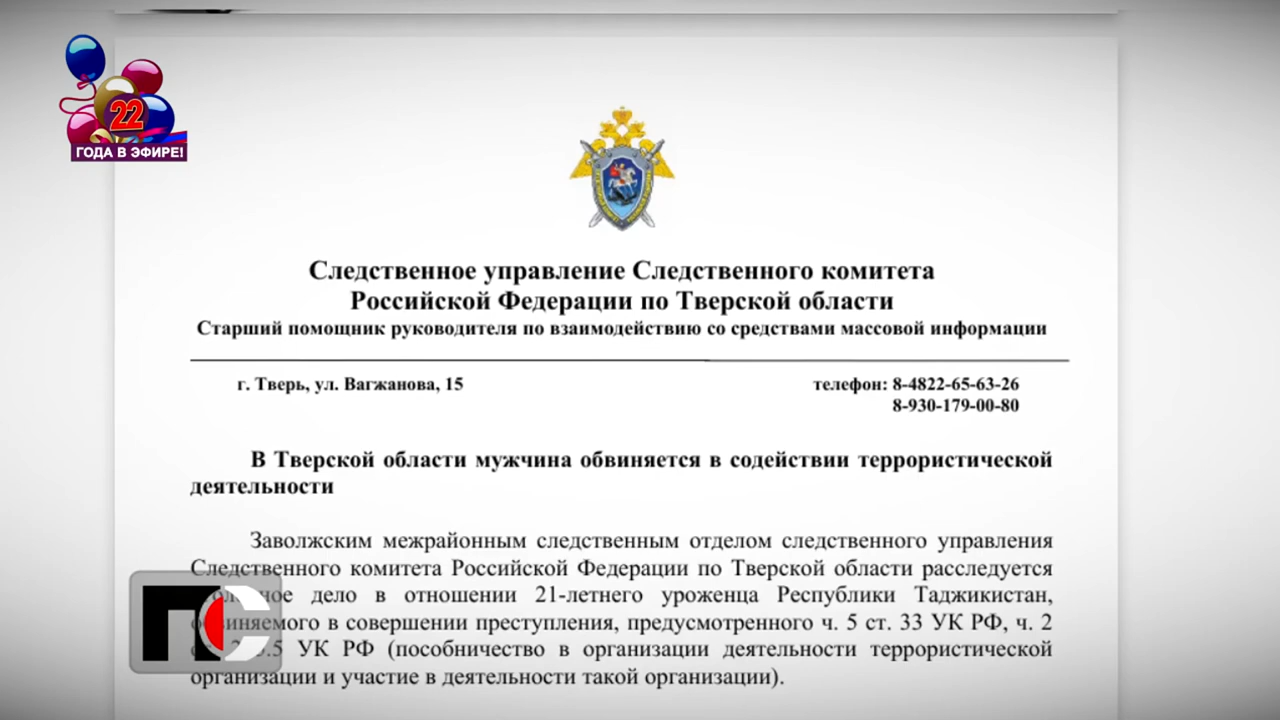 22
ГОДА В ЭФИРЕ!
Следственное управление Следственного комитета
Российской Федерации по Тверской области
Старший помощник руководителя по взаимодействию со средствами массовой информации
г. Тверь, ул. Вагжанова, 15
телефон: 8-4822-65-63-26
8-930-179-00-80
В Тверской области мужчина обвиняется в содействии террористической
деятельности
Заволжским межрайонным следственным отделом следственного управления
Следственного комитета Российской Федерации по Тверской области расследуется
дело в отношении 21-летнего уроженца Республики Таджикистан,
обвиняемого в совершении преступления, предусмотренного ч. 5 ст. 33 УК РФ, ч. 2
УК РФ (пособничество в организации деятельности террористической
организации и участие в деятельности такой организации).
ПС